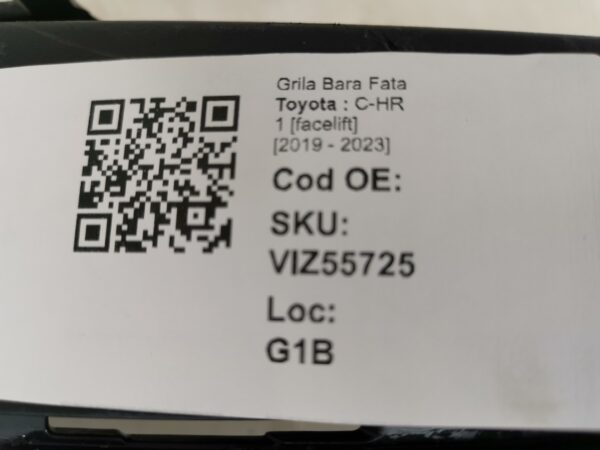 Grila Bara Fata
Toyota : C-HR
1 [facelift]
[2019 - 2023]
Cod OE:
SKU:
VIZ55725
Loc:
G1B